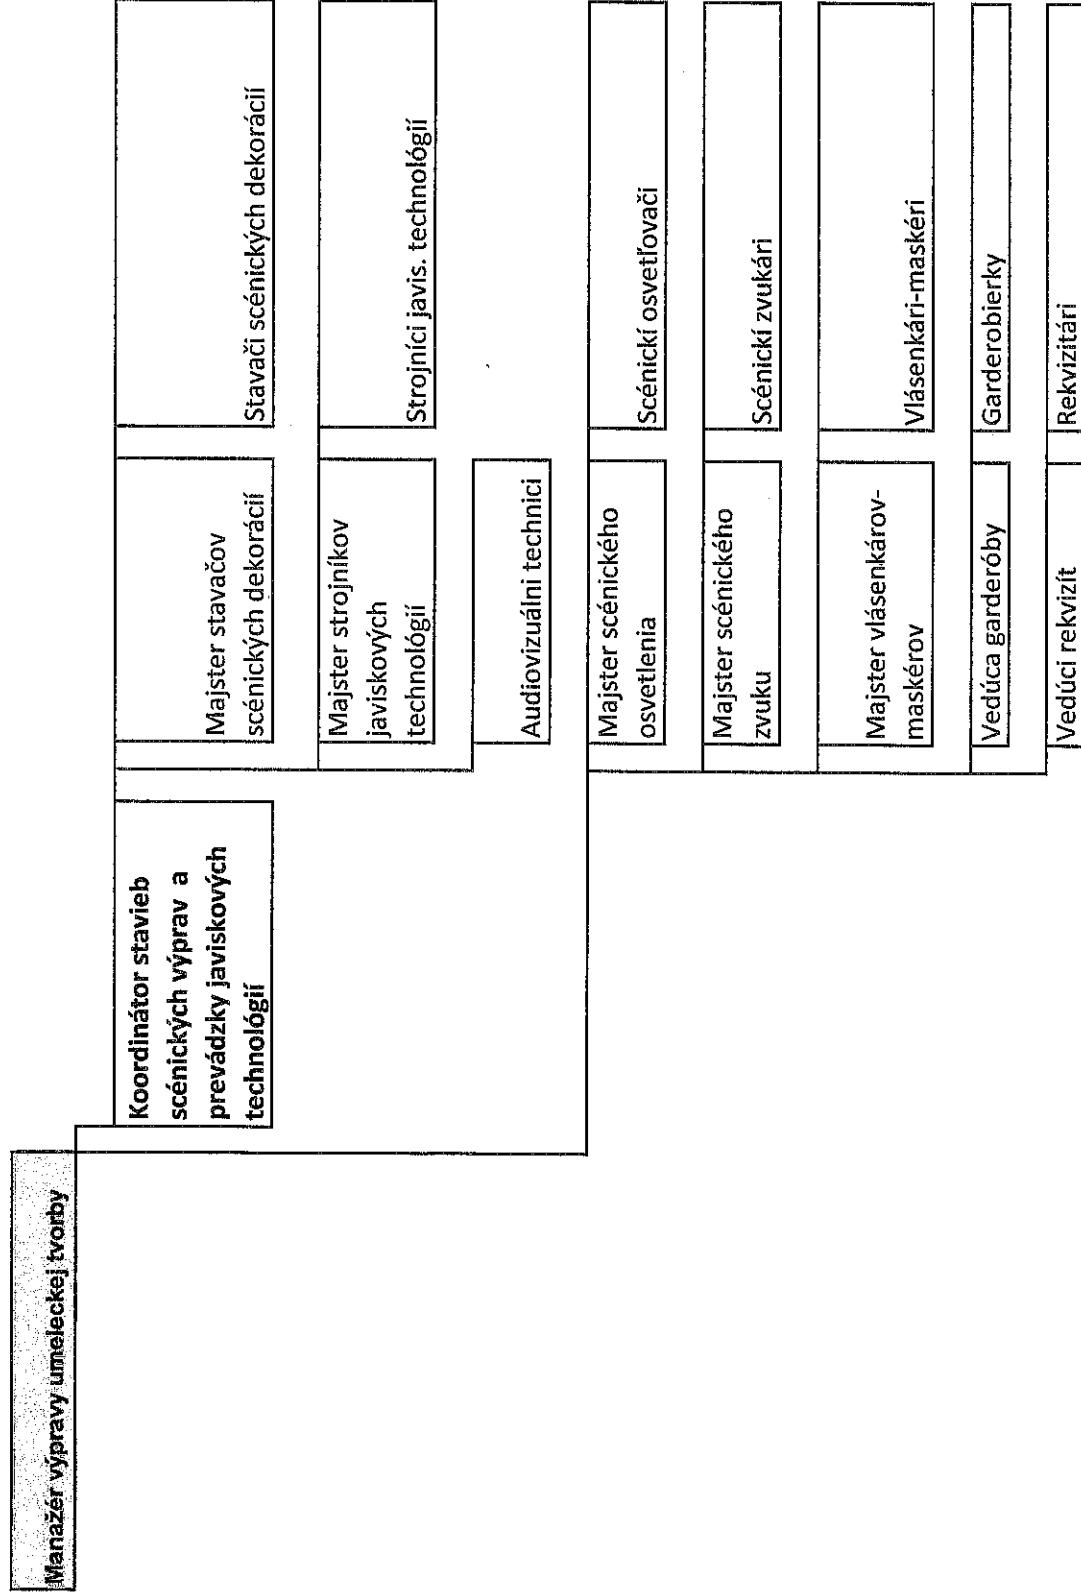 Manažér výpravy umeleckej tvorby
Koordinátor stavieb
scénických výprav a
prevádzky javiskových
technológií
Majster stavačov
scénických dekorácií
Stavači scénických dekorácií
Majster strojníkov
javiskových
technológií
Strojníci javis. technológií
Audiovizuálni technici
Majster scénického
osvetlenia
Scénickí osvetľovači
Majster scénického
zvuku
Scénickí zvukári
Majster vlásenkárov-
maskérov
Vlásenkári-maskéri
Vedúca garderóby
Garderobierky
Vedúci rekvizít
Rekvizitári